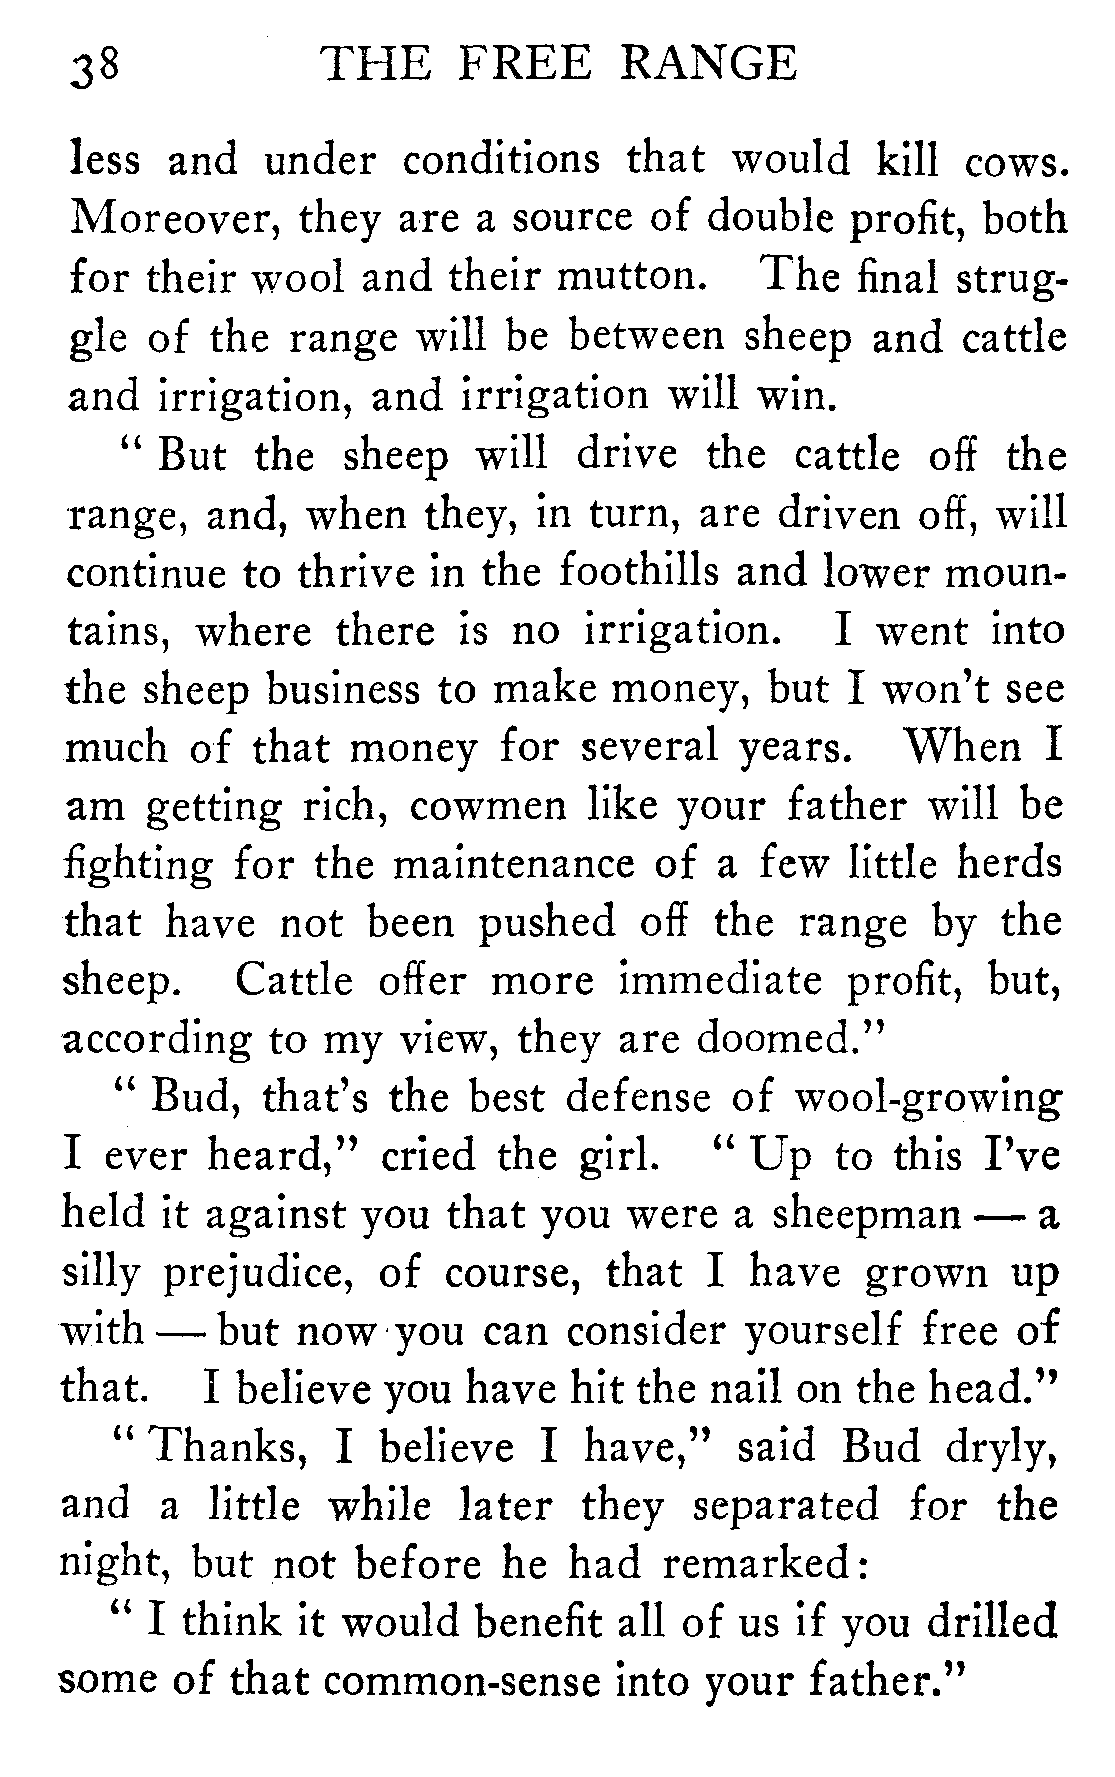 38 THE FREE RANGE
less and under conditions that would kill cows.
Moreover, they are a source of double profit, both
for their wool and their mutton. The final strug-
gle of the range will be between sheep and cattle
and irrigation, and irrigation will win.
“ But the sheep will drive the cattle off the
range, and, when they, in turn, are driven off, will
continue to thrive in the foothills and lower moun-
tains, where there is no irrigation. I went into
the sheep business to make money, but I won’t see
much of that money for several years. When I
am getting rich, cowmen like your father will be
fighting for the maintenance of a few little herds
that have not been pushed off the range by the
sheep. Cattle offer more immediate profit, but,
according to my view, they are doomed.”
“ Bud, that’s the best defense of wool-growing
I ever heard,” cried the girl. “ Up to this I’ve
held it against you that you were a sheepman — a
silly prejudice, of course, that I have grown up
with — but now you can consider yourself free of
that. I believe you have hit the nail on the head.”
“ Thanks, I believe I have,” said Bud dryly,
and a little while later they separated for the
night, but not before he had remarked:
“ I think it would benefit all of us if you drilled
some of that common-sense into your father.”